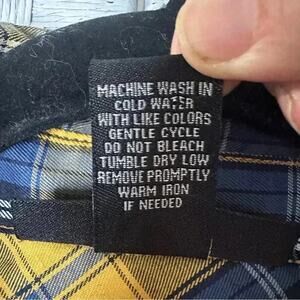 MACHINE WASH IN
COLD WATER
WITH LIKE COLORS
GENTLE CYCLE
DO NOT BLEACH
TUMBLE DRY LOW
REMOVE PROMPTLY
WARM IRON
IF NEEDED